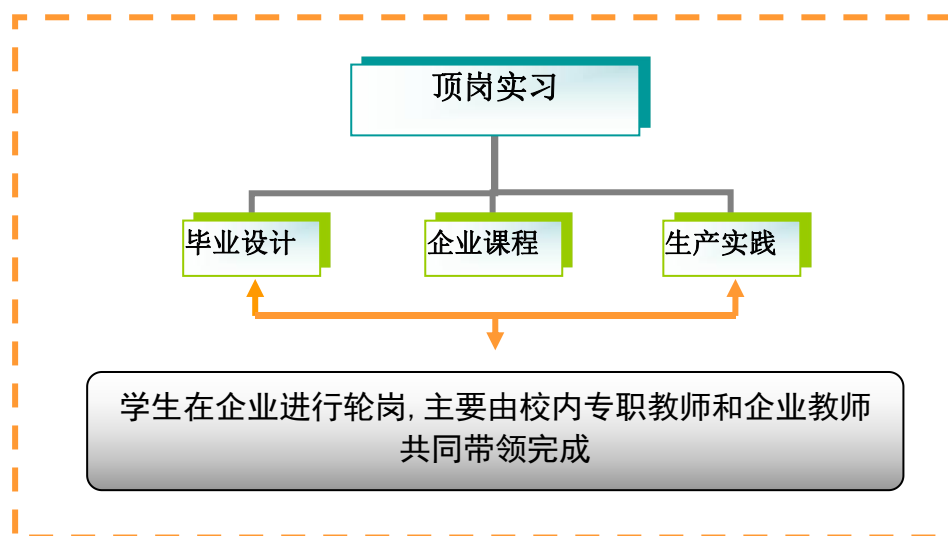 顶岗实习
毕业设计
企业课程
生产实践
学生在企业进行轮岗,主要由校内专职教师和企业教师
共同带领完成